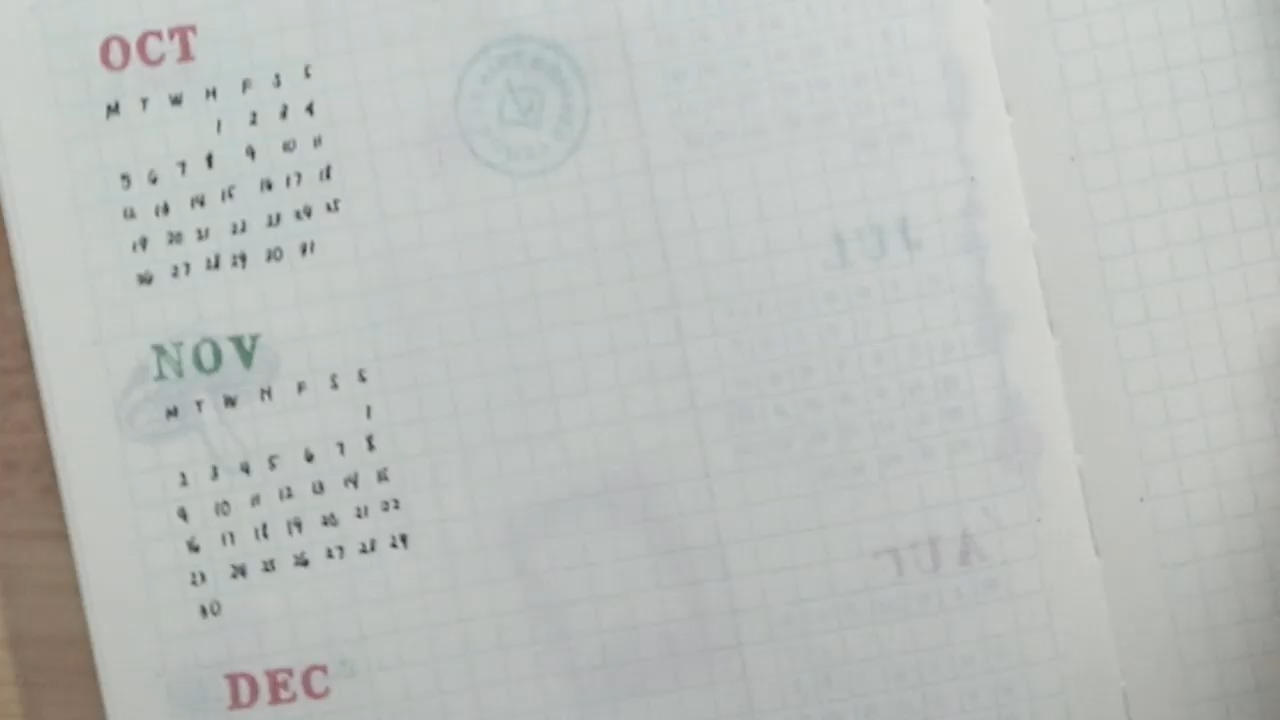 OCT
M T W H F S S
1 2 3 4
5 6 7 8 9 10 11
12 13 14 15 16 17 18
19 20 21 22 23 24 25
26 27 28 29 30 31
NOV
M T W H F S S
1
2 3 4 5 6 7 8
9 10 11 12 13 14 15
16 17 18 19 20 21 22
23 24 25 26 27 28 29
30
DEC